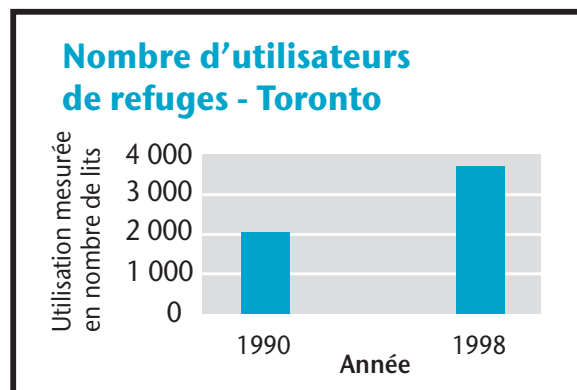 Nombre d'utilisateurs
de refuges - Toronto
Utilisation mesurée
en nombre de lits
4 000
3 000
2 000
1 000
0
1990
1998
Année